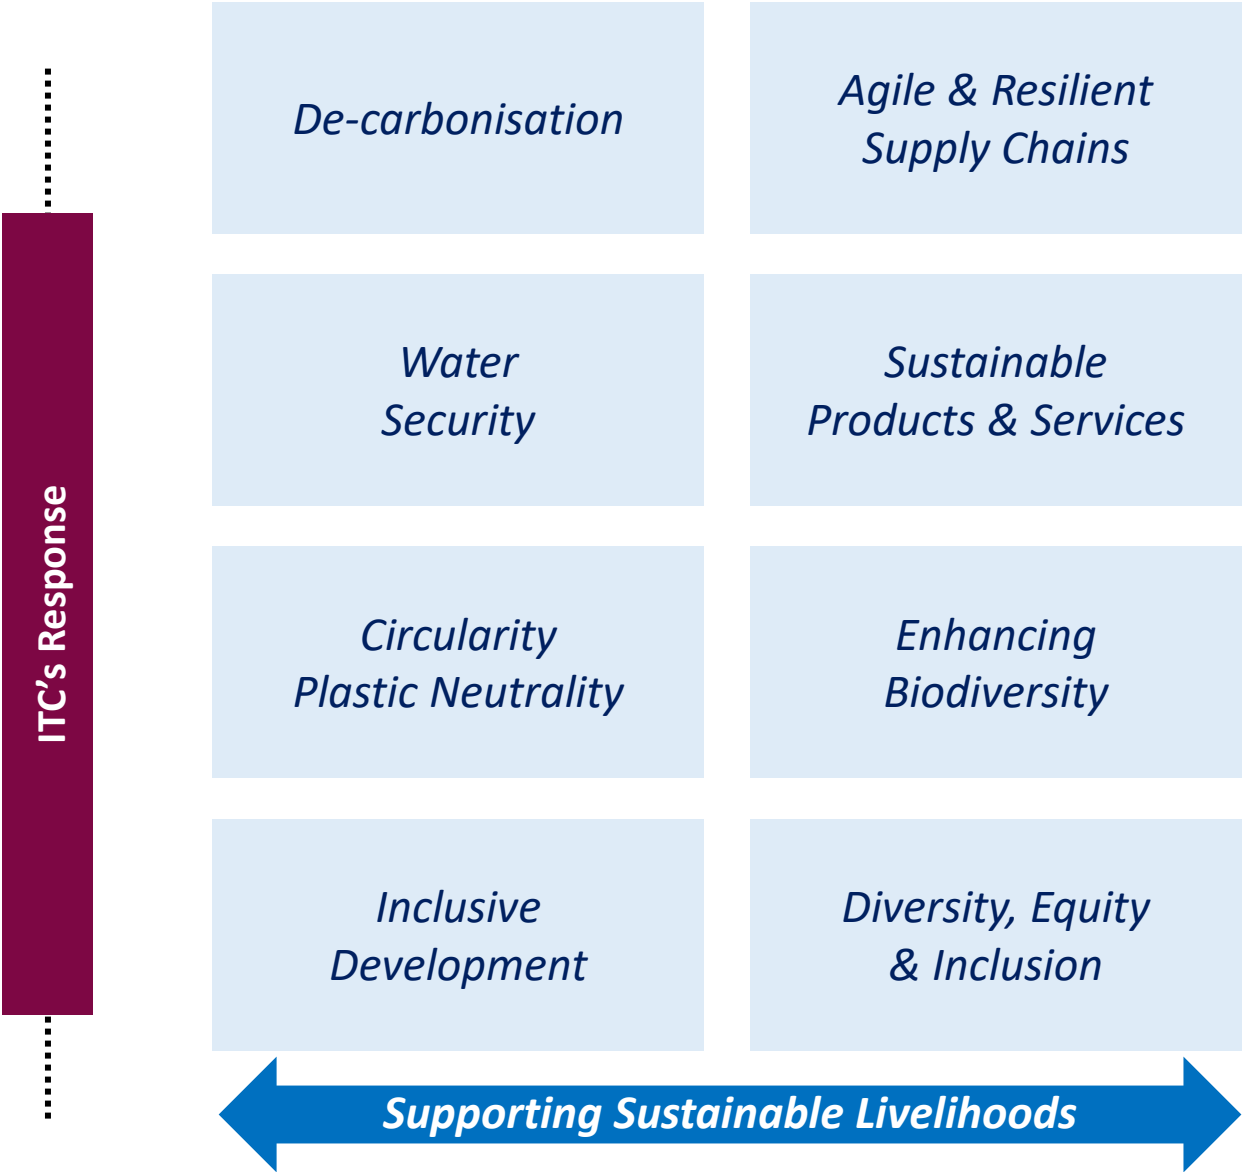 ITC's Response
De-carbonisation
Agile & Resilient
Supply Chains
Water
Security
Sustainable
Products & Services
Circularity
Plastic Neutrality
Enhancing
Biodiversity
Inclusive
Development
Diversity, Equity
& Inclusion
Supporting Sustainable Livelihoods